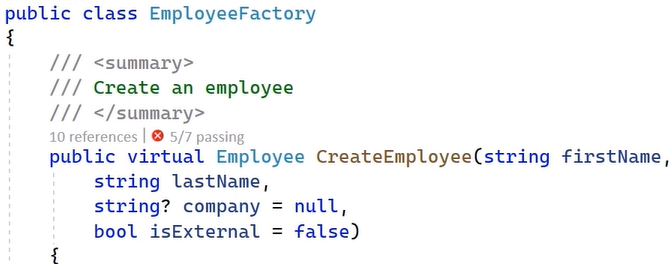 public class EmployeeFactory
{
/// <summary>
/// Create an employee
/// </summary>
10 references | 5/7 passing
public virtual Employee CreateEmployee(string firstName,
string lastName,
string? company = null,
bool isExternal = false)
{